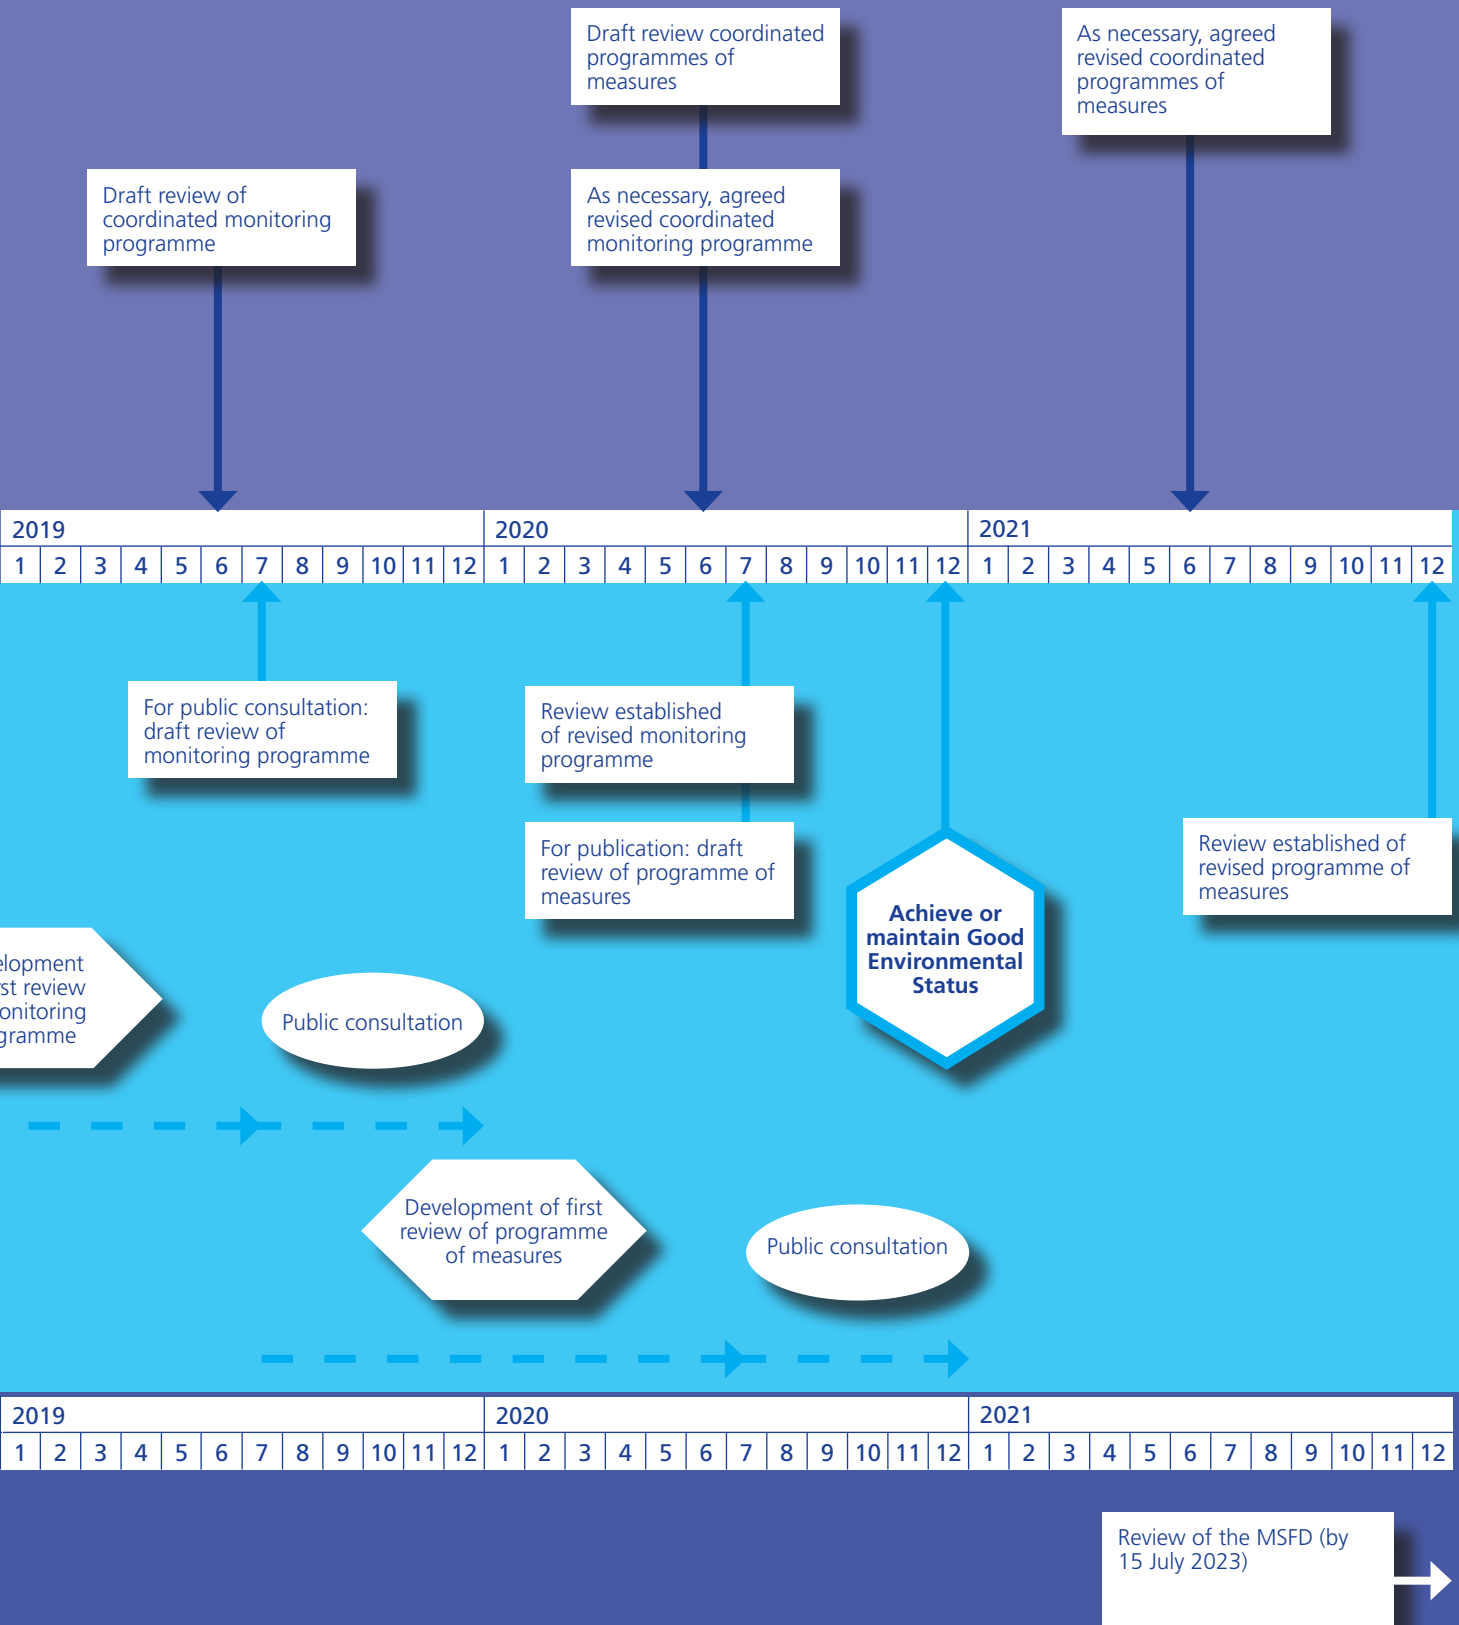 Draft review coordinated
programmes of
measures
As necessary, agreed
revised coordinated
programmes of
measures
Draft review of
coordinated monitoring
programme
As necessary, agreed
revised coordinated
monitoring programme
2019 2020 2021
1 2 3 4 5 6 7 8 9 10 11 12 1 2 3 4 5 6 7 8 9 10 11 12 1 2 3 4 5 6 7 8 9 10 11 12
For public consultation:
draft review of
monitoring programme
Review established
of revised monitoring
programme
For publication: draft
review of programme of
measures
Achieve or
maintain Good
Environmental
Status
Review established of
revised programme of
measures
elopment
rst review
onitoring
gramme
Public consultation
Development of first
review of programme
of measures
Public consultation
2019 2020 2021
1 2 3 4 5 6 7 8 9 10 11 12 1 2 3 4 5 6 7 8 9 10 11 12 1 2 3 4 5 6 7 8 9 10 11 12
Review of the MSFD (by
15 July 2023)